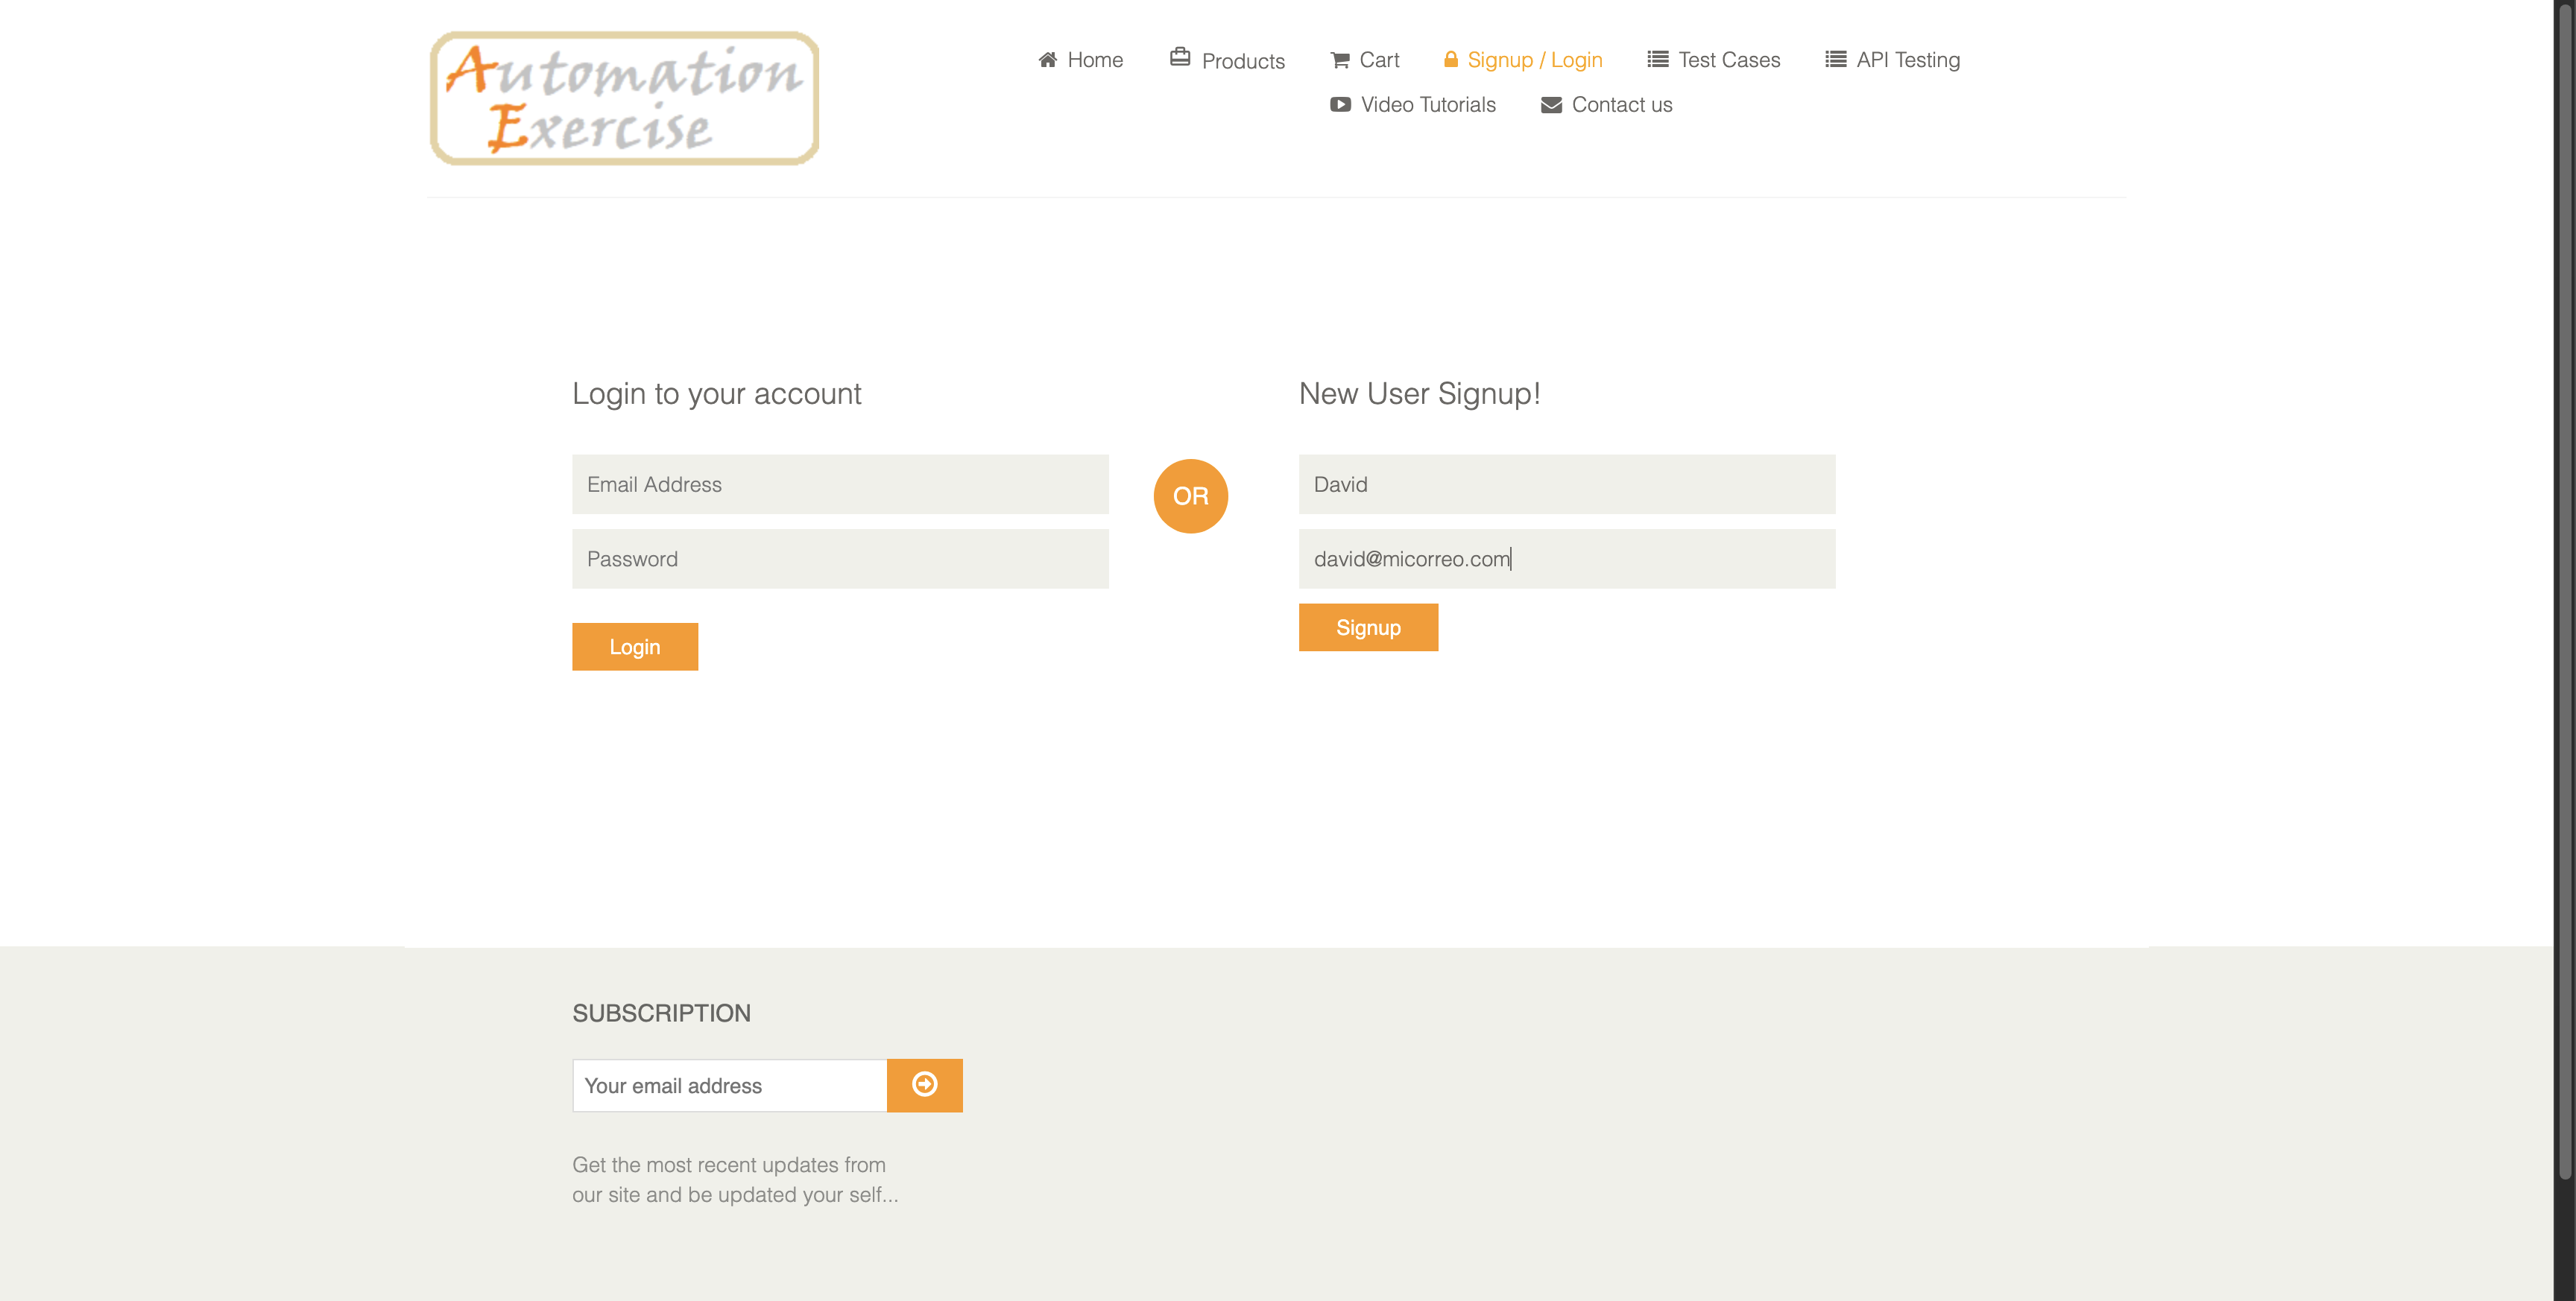 Automation
Exercise
Home
Products
Cart
Signup / Login
Test Cases
API Testing
Video Tutorials
Contact us
Login to your account
Email Address
Password
Login
OR
New User Signup!
David
david@micorreo.com
Signup
SUBSCRIPTION
Your email address
Get the most recent updates from
our site and be updated your self...